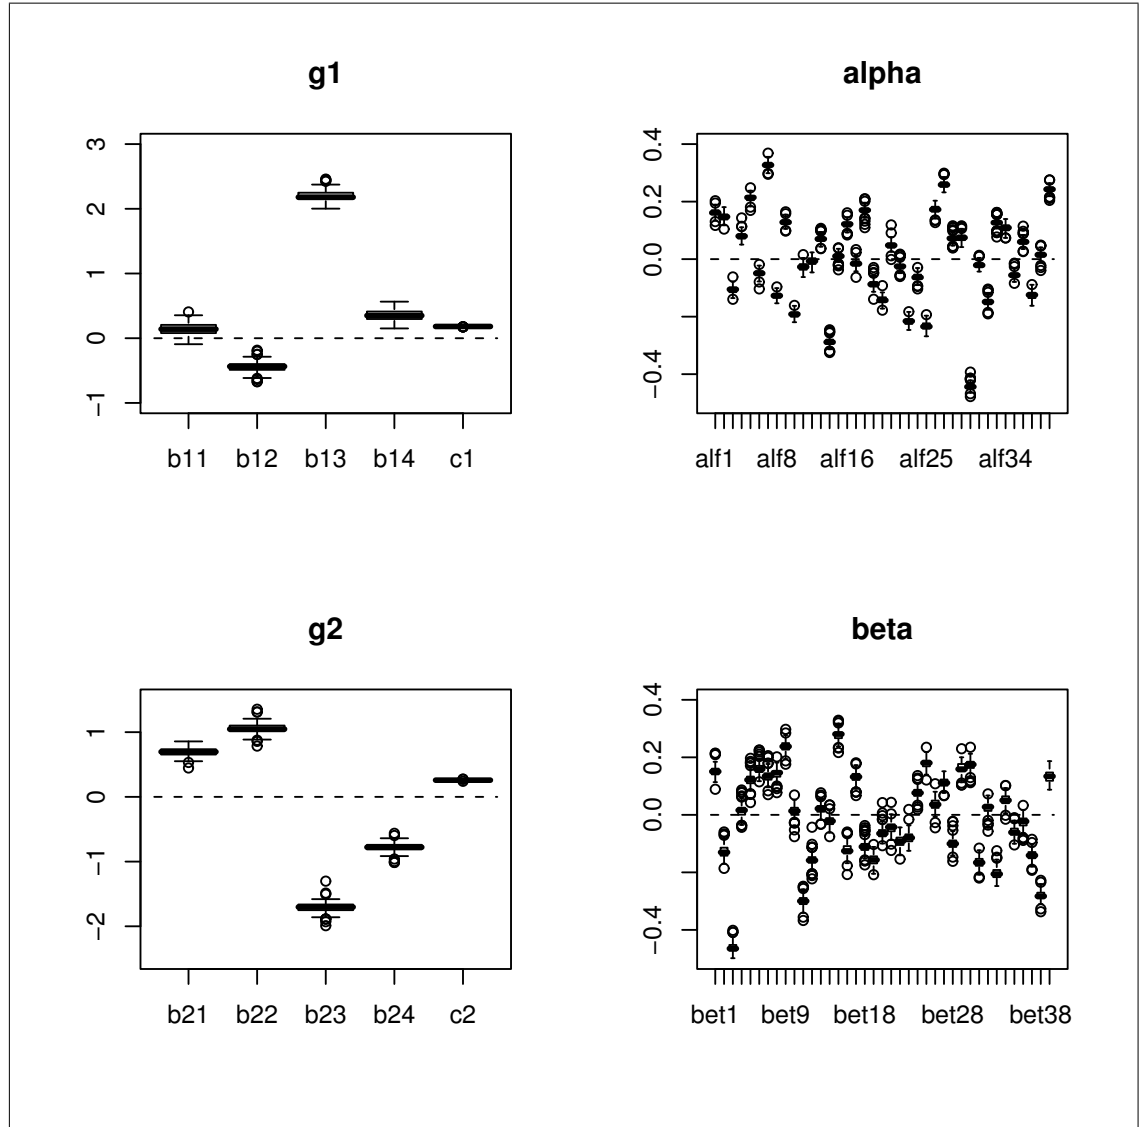 g1
3
2
1
0
−1
b11 b12 b13 b14 c1
alpha
0.4
0.2
0.0
−0.4
alf1 alf8 alf16 alf25 alf34
g2
1
0
−1
−2
b21 b22 b23 b24 c2
beta
0.4
0.2
0.0
−0.4
bet1 bet9 bet18 bet28 bet38